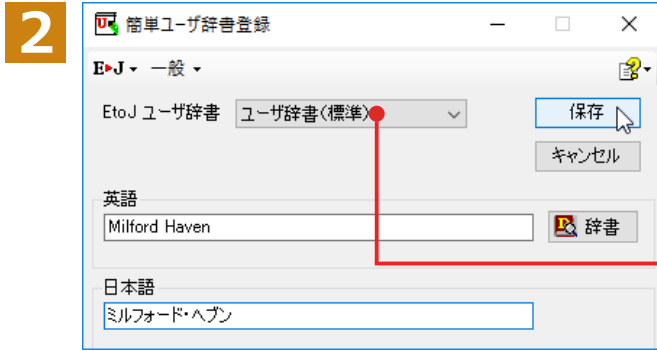 2
簡単ユーザ辞書登録
E▸J 一般
EtoJ ユーザ辞書 ユーザ辞書(標準) 保存
キャンセル
英語
Milford Haven 辞書
日本語
ミルフォード・ヘブン